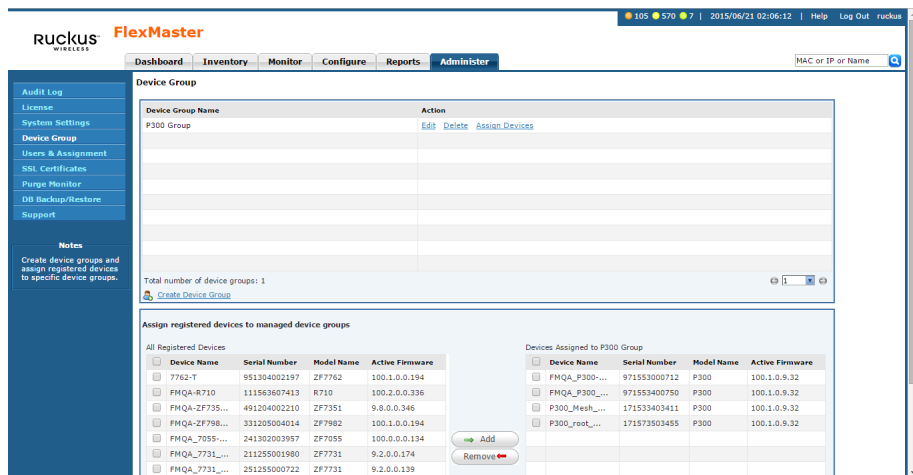 105 570 7 | 2015/06/21 02:06:12 | Help Log Out ruckus
RUCKUS WIRELESS
FlexMaster
Dashboard Inventory Monitor Configure Reports Administer
MAC or IP or Name
Audit Log
License
System Settings
Device Group
Users & Assignment
SSL Certificates
Purge Monitor
DB Backup/Restore
Support
Notes
Create device groups and
assign registered devices
to specific device groups.
Device Group
Device Group Name Action
P300 Group Edit Delete Assign Devices
Total number of device groups: 1
1
Create Device Group
Assign registered devices to managed device groups
All Registered Devices
Device Name Serial Number Model Name Active Firmware
7762-T 951304002197 ZF7762 100.1.0.0.194
FMQA-R710 111563607413 R710 100.2.0.0.336
FMQA-ZF735... 491204002210 ZF7351 9.8.0.0.346
FMQA-ZF798... 331205004014 ZF7982 100.1.0.0.194
FMQA_7055-... 241302003957 ZF7055 100.0.0.0.134
FMQA_7731_... 211255001980 ZF7731 9.2.0.0.174
FMQA_7731_... 251255000722 ZF7731 9.2.0.0.139
Add
Remove
Devices Assigned to P300 Group
Device Name Serial Number Model Name Active Firmware
FMQA_P300-... 971553000712 P300 100.1.0.9.32
FMQA_P300_... 971553400750 P300 100.1.0.9.32
P300_Mesh_... 171533403411 P300 100.1.0.9.32
P300_root_... 171573503455 P300 100.1.0.9.32